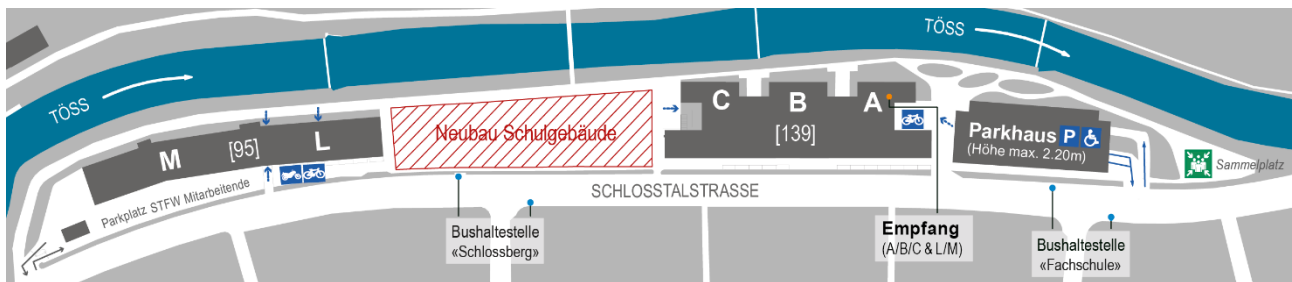 TÖSS
TÖSS
TÖSS
M
[95]
L
Neubau Schulgebäude
C
B
A
[139]
Parkhaus P
(Höhe max. 2.20m)
Sammelplatz
Parkplatz STFW Mitarbeitende
SCHLOSSTALSTRASSE
Bushaltestelle
«Schlossberg»
Empfang
(A/B/C & L/M)
Bushaltestelle
«Fachschule»